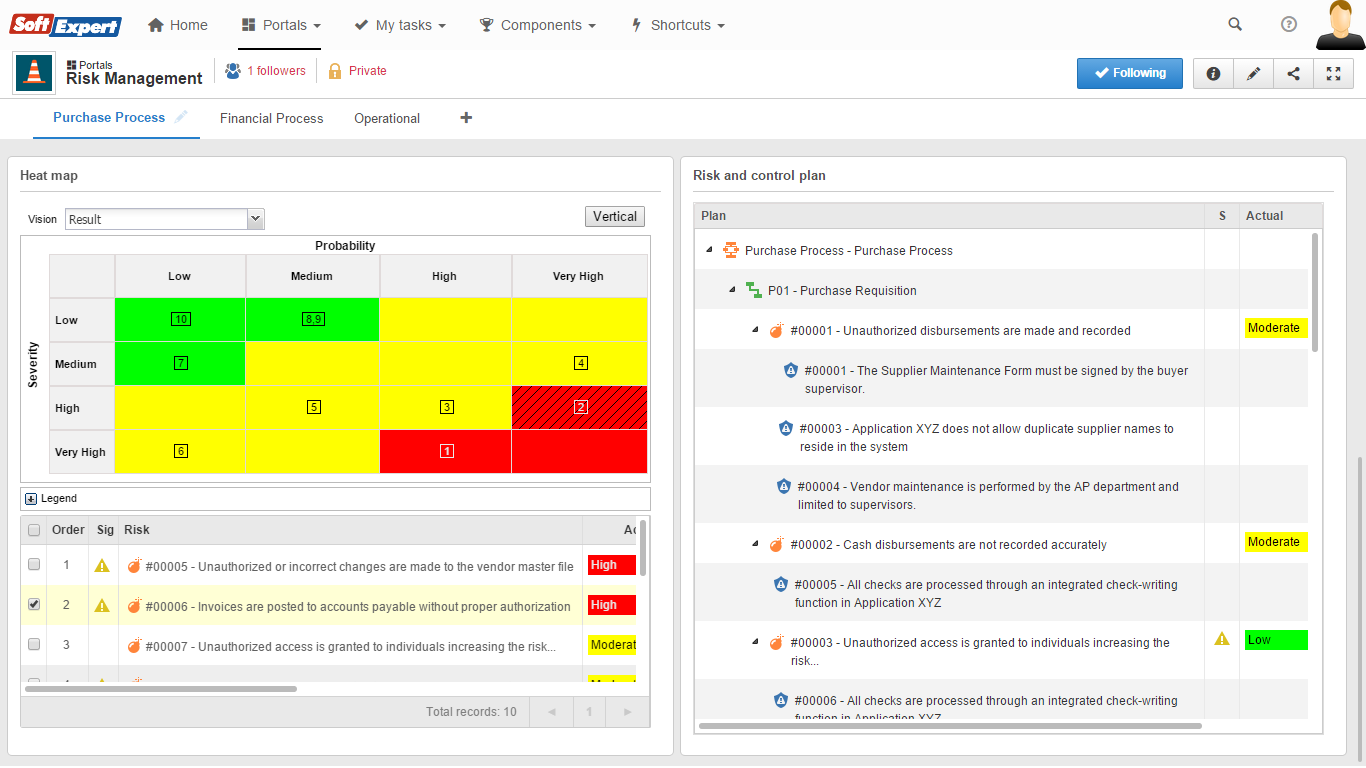 Soft Expert
Home
Portals
My tasks
Components
Shortcuts
Portals
Risk Management
1 followers
Private
Following
Purchase Process
Financial Process
Operational
Heat map
Vision
Result
Vertical
Probability
Low
Medium
High
Very High
Severity
Low
10
8,9
Medium
7
4
High
5
3
2
Very High
6
1
Legend
Order
Sig
Risk
1
#00005 - Unauthorized or incorrect changes are made to the vendor master file
High
2
#00006 - Invoices are posted to accounts payable without proper authorization
High
3
#00007 - Unauthorized access is granted to individuals increasing the risk...
Moderat
Total records: 10
1
Risk and control plan
Plan
S
Actual
Purchase Process - Purchase Process
P01 - Purchase Requisition
#00001 - Unauthorized disbursements are made and recorded
Moderate
#00001 - The Supplier Maintenance Form must be signed by the buyer
supervisor.
#00003 - Application XYZ does not allow duplicate supplier names to
reside in the system
#00004 - Vendor maintenance is performed by the AP department and
limited to supervisors.
#00002 - Cash disbursements are not recorded accurately
Moderate
#00005 - All checks are processed through an integrated check-writing
function in Application XYZ
#00003 - Unauthorized access is granted to individuals increasing the
risk...
Low
#00006 - All checks are processed through an integrated check-writing
function in Application XYZ